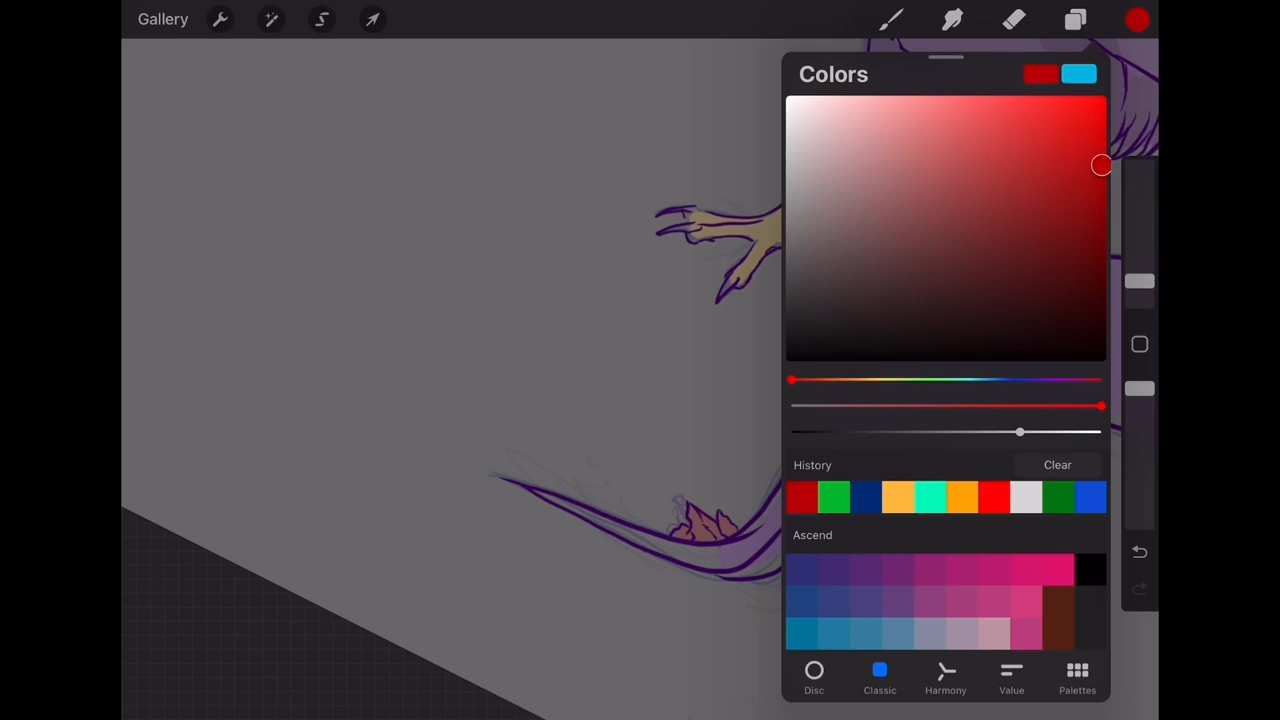 Gallery
Colors
History
Clear
Ascend
Disc
Classic
Harmony
Value
Palettes